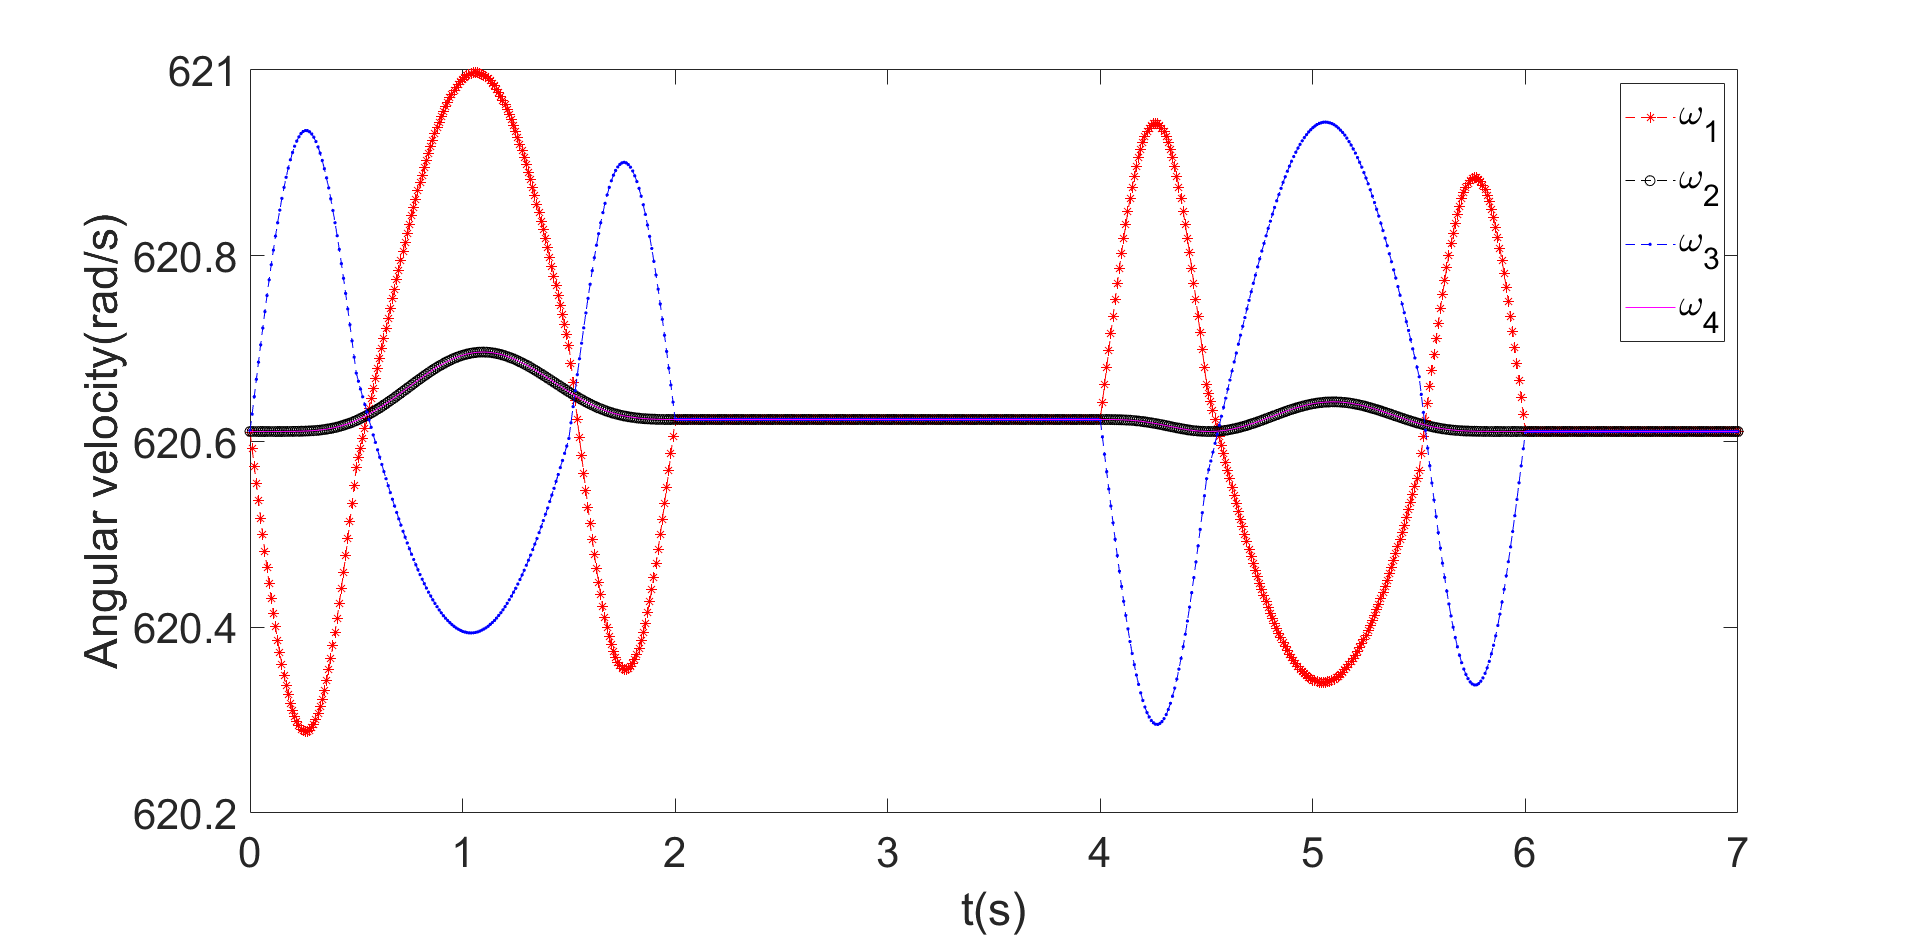 621
620.8
620.6
620.4
620.2
Angular velocity(rad/s)
0 1 2 3 4 5 6 7
t(s)
ω1
ω2
ω3
ω4